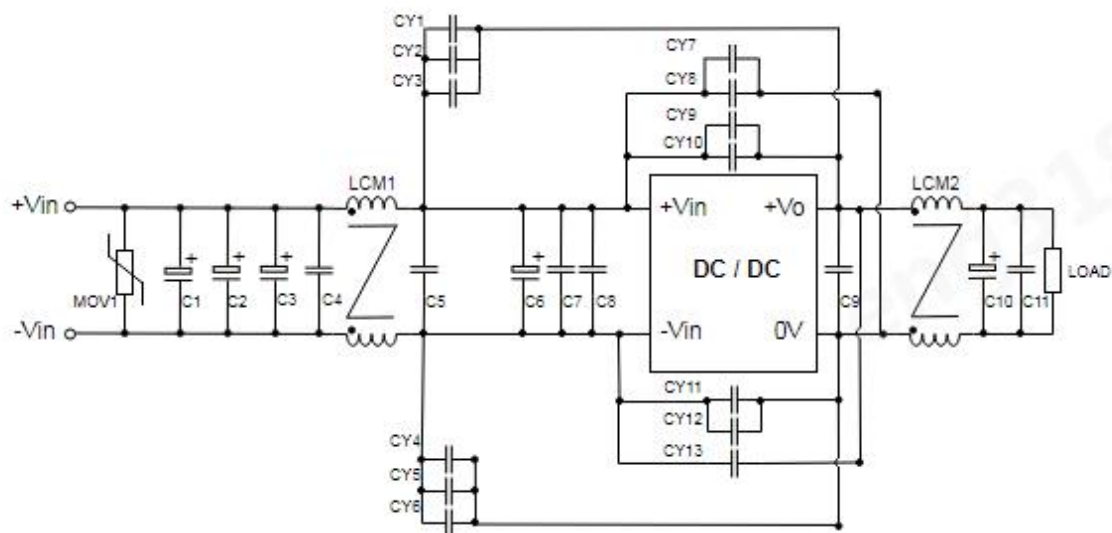 CY1
CY2
CY3
CY7
CY8
CY9
CY10
LCM1
LCM2
+Vin
+Vin
+Vo
DC / DC
MOV1
C1
C2
C3
C4
C5
C6
C7
C8
C9
C10
C11
LOAD
-Vin
-Vin
0V
CY11
CY12
CY13
CY4
CY5
CY6